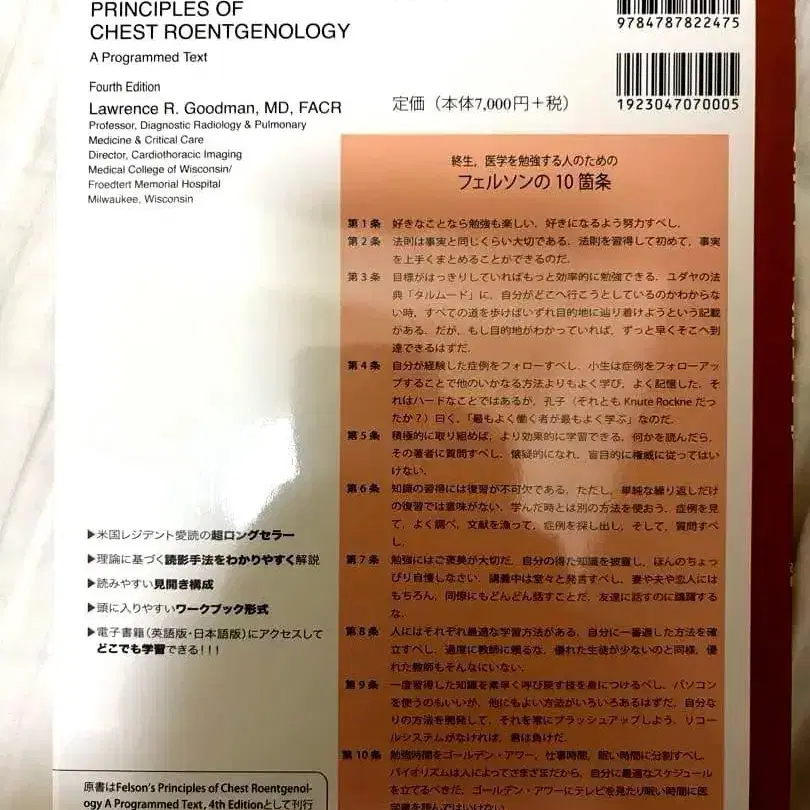 PRINCIPLES OF
CHEST ROENTGENOLOGY
A Programmed Text
Fourth Edition
Lawrence R. Goodman, MD, FACR
Professor, Diagnostic Radiology & Pulmonary
Medicine & Critical Care
Director, Cardiothoracic Imaging
Medical College of Wisconsin/
Froedtert Memorial Hospital
Milwaukee, Wisconsin
9784787822475
1923047070005
定価（本体7,000円＋税）
終生，医学を勉強する人のための
フェルソンの10箇条
第1条 好きなことなら勉強も楽しい．好きになるよう努力すべし．
第2条 法則は事実と同じくらい大切である．法則を習得して初めて，事実
を上手くまとめることができるのだ．
第3条 目標がはっきりしていればもっと効率的に勉強できる．ユダヤの法
典「タルムード」に，自分がどこへ行こうとしているのかわからな
い時，すべての道を歩けばいずれ目的地に辿り着けようという記載
がある．だが，もし目的地がわかっていれば，ずっと早くそこへ到
達できるはずだ．
第4条 自分が経験した症例をフォローすべし．小生は症例をフォローアッ
プすることで他のいかなる方法よりもよく学び，よく記憶した．そ
れはハードなことではあるが，孔子（それとも Knute Rockne だっ
たか？）曰く，「最もよく働く者が最もよく学ぶ」なのだ．
第5条 積極的に取り組めば，より効果的に学習できる．何かを読んだら，
その著者に質問すべし．懐疑的になれ．盲目的に権威に従ってはい
けない．
第6条 知識の習得には復習が不可欠である．ただし，単純な繰り返しだけ
の復習では意味がない．学んだ時とは別の方法を使おう．症例を見
て，よく調べ，文献を漁って，症例を探し出し，そして，質問すべ
し．
第7条 勉強にはご褒美が大切だ．自分の得た知識を披露し，ほんのちょっ
ぴり自慢しなさい．講義中は堂々と発言すべし．妻や夫や恋人には
もちろん，同僚にもどんどん話すことだ．友達に話すのに躊躇する
な．
第8条 人にはそれぞれ最適な学習方法がある．自分に一番適した方法を確
立すべし．過度に教師に頼るな．優れた生徒が少ないのと同様，優
れた教師もそんなにいない．
第9条 一度習得した知識を素早く呼び戻す技を身につけるべし．パソコン
を使うのもいいが，他にもよい方法がいろいろあるはずだ．自分な
りの方法を開発して，それを常にブラッシュアップしよう．リコー
ルシステムがなければ，君は負けだ．
第10条 勉強時間をゴールデン・アワー，仕事時間，眠い時間に分割すべし．
バイオリズムは人によってさまざまだから，自分に最適なスケジュール
を立てるべきだ．ゴールデン・アワーにテレビを見たり眠い時間に医
学書を読んではいけない．
▶米国レジデント愛読の超ロングセラー
▶理論に基づく読影手法をわかりやすく解説
▶読みやすい見開き構成
▶頭に入りやすいワークブック形式
▶電子書籍（英語版・日本語版）にアクセスして
どこでも学習できる！！！
原書はFelson's Principles of Chest Roentgenol-
ogy A Programmed Text, 4th Editionとして刊行